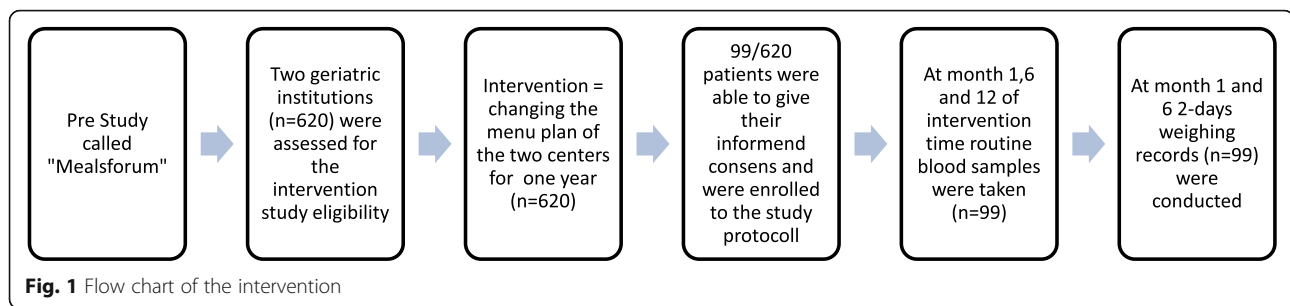 Pre Study
called
"Mealsforum"
Two geriatric
institutions
(n=620) were
assessed for
the
intervention
study eligibility
Intervention =
changing the
menu plan of
the two centers
for one year
(n=620)
99/620
patients were
able to give
their
informend
consens and
were enrolled
to the study
protocoll
At month 1,6
and 12 of
intervention
time routine
blood samples
were taken
(n=99)
At month 1 and
6 2-days
weighing
records (n=99)
were
conducted
Fig. 1 Flow chart of the intervention